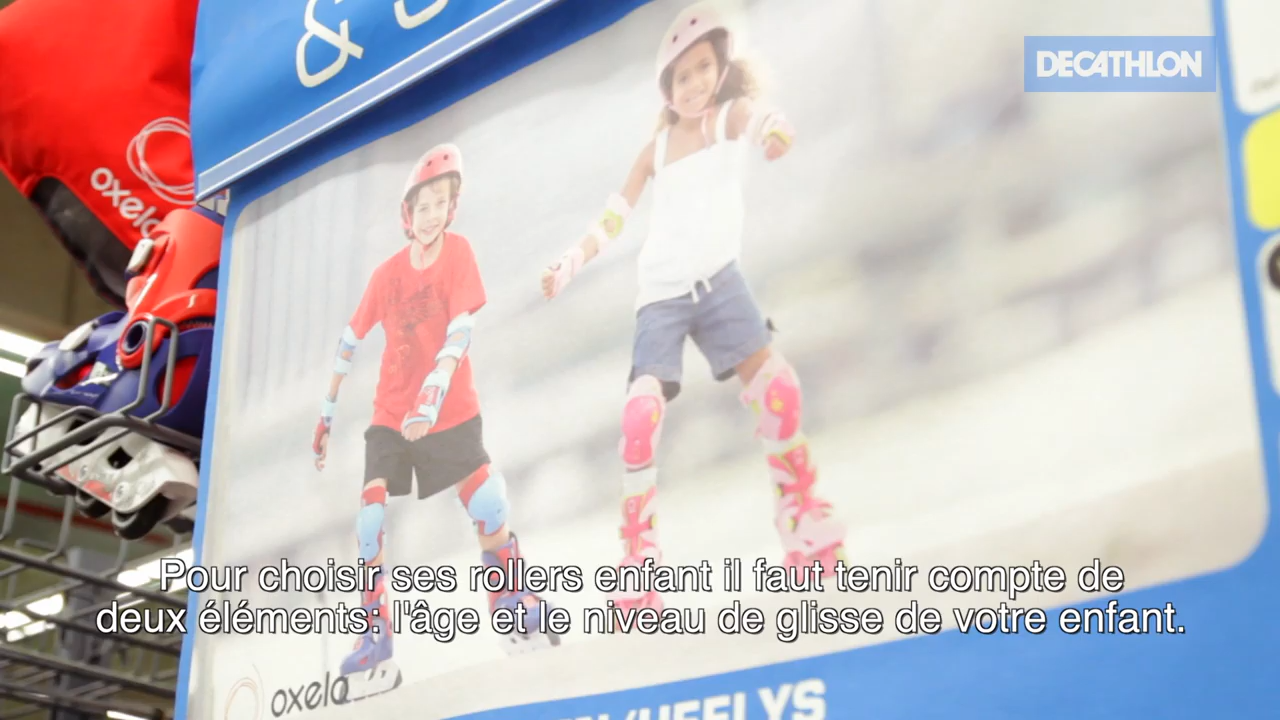 &
DECATHLON
oxelo
Pour choisir ses rollers enfant il faut tenir compte de
deux éléments: l'âge et le niveau de glisse de votre enfant.
oxelo
/HEELYS